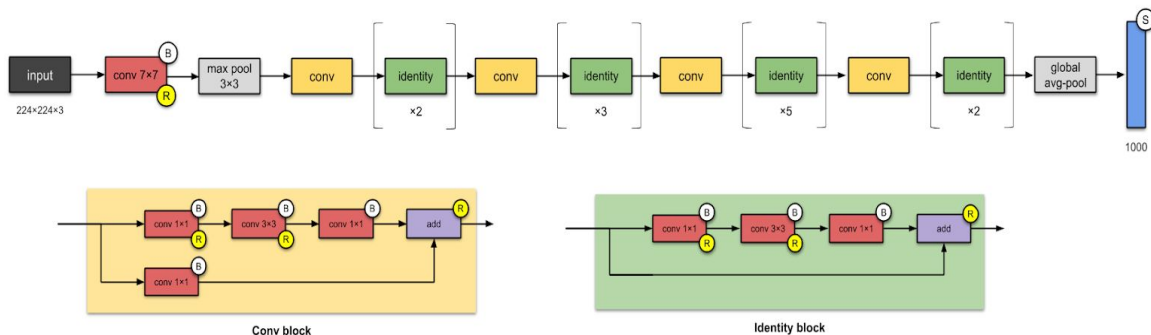 S
B
input
conv 7×7
max pool
3×3
conv
identity
conv
identity
conv
identity
conv
identity
global
avg-pool
R
224×224×3
×2
×3
×5
×2
1000
B
B
B
R
conv 1×1
conv 3×3
conv 1×1
add
R
R
B
conv 1×1
Conv block
B
B
B
R
conv 1×1
conv 3×3
conv 1×1
add
R
R
Identity block